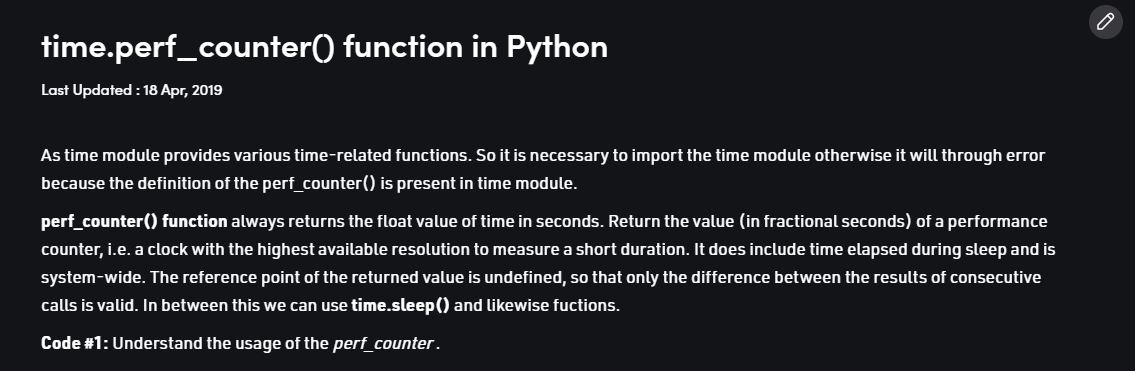 time.perf_counter() function in Python
Last Updated : 18 Apr, 2019
As time module provides various time-related functions. So it is necessary to import the time module otherwise it will through error
because the definition of the perf_counter() is present in time module.
perf_counter() function always returns the float value of time in seconds. Return the value (in fractional seconds) of a performance
counter, i.e. a clock with the highest available resolution to measure a short duration. It does include time elapsed during sleep and is
system-wide. The reference point of the returned value is undefined, so that only the difference between the results of consecutive
calls is valid. In between this we can use time.sleep() and likewise fuctions.
Code #1: Understand the usage of the perf_counter.